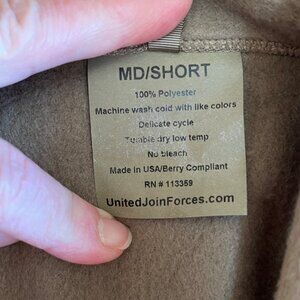 MD/SHORT
100% Polyester
Machine wash cold with like colors
Delicate cycle
Tumble dry low temp
No bleach
Made in USA/Berry Compliant
RN # 113359
UnitedJoinForces.com